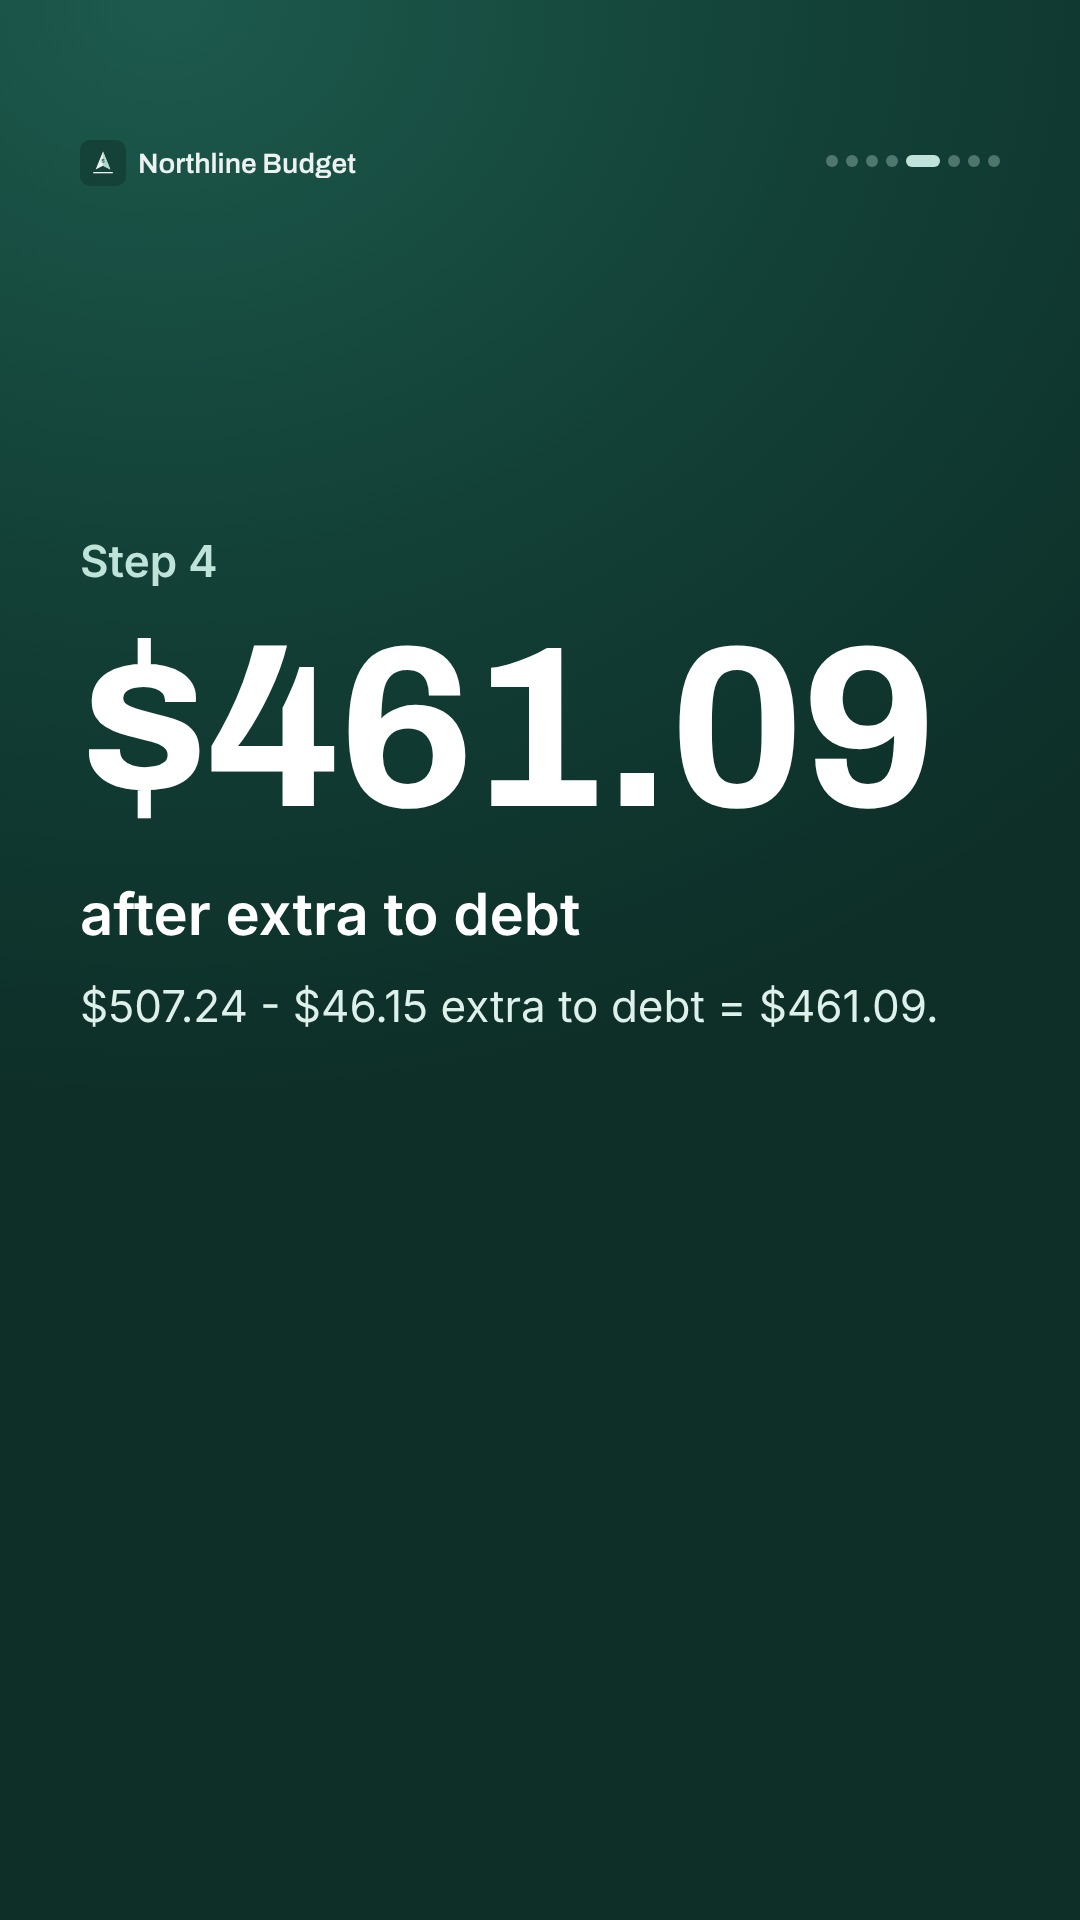 Northline Budget
Step 4
$461.09
after extra to debt
$507.24 - $46.15 extra to debt = $461.09.